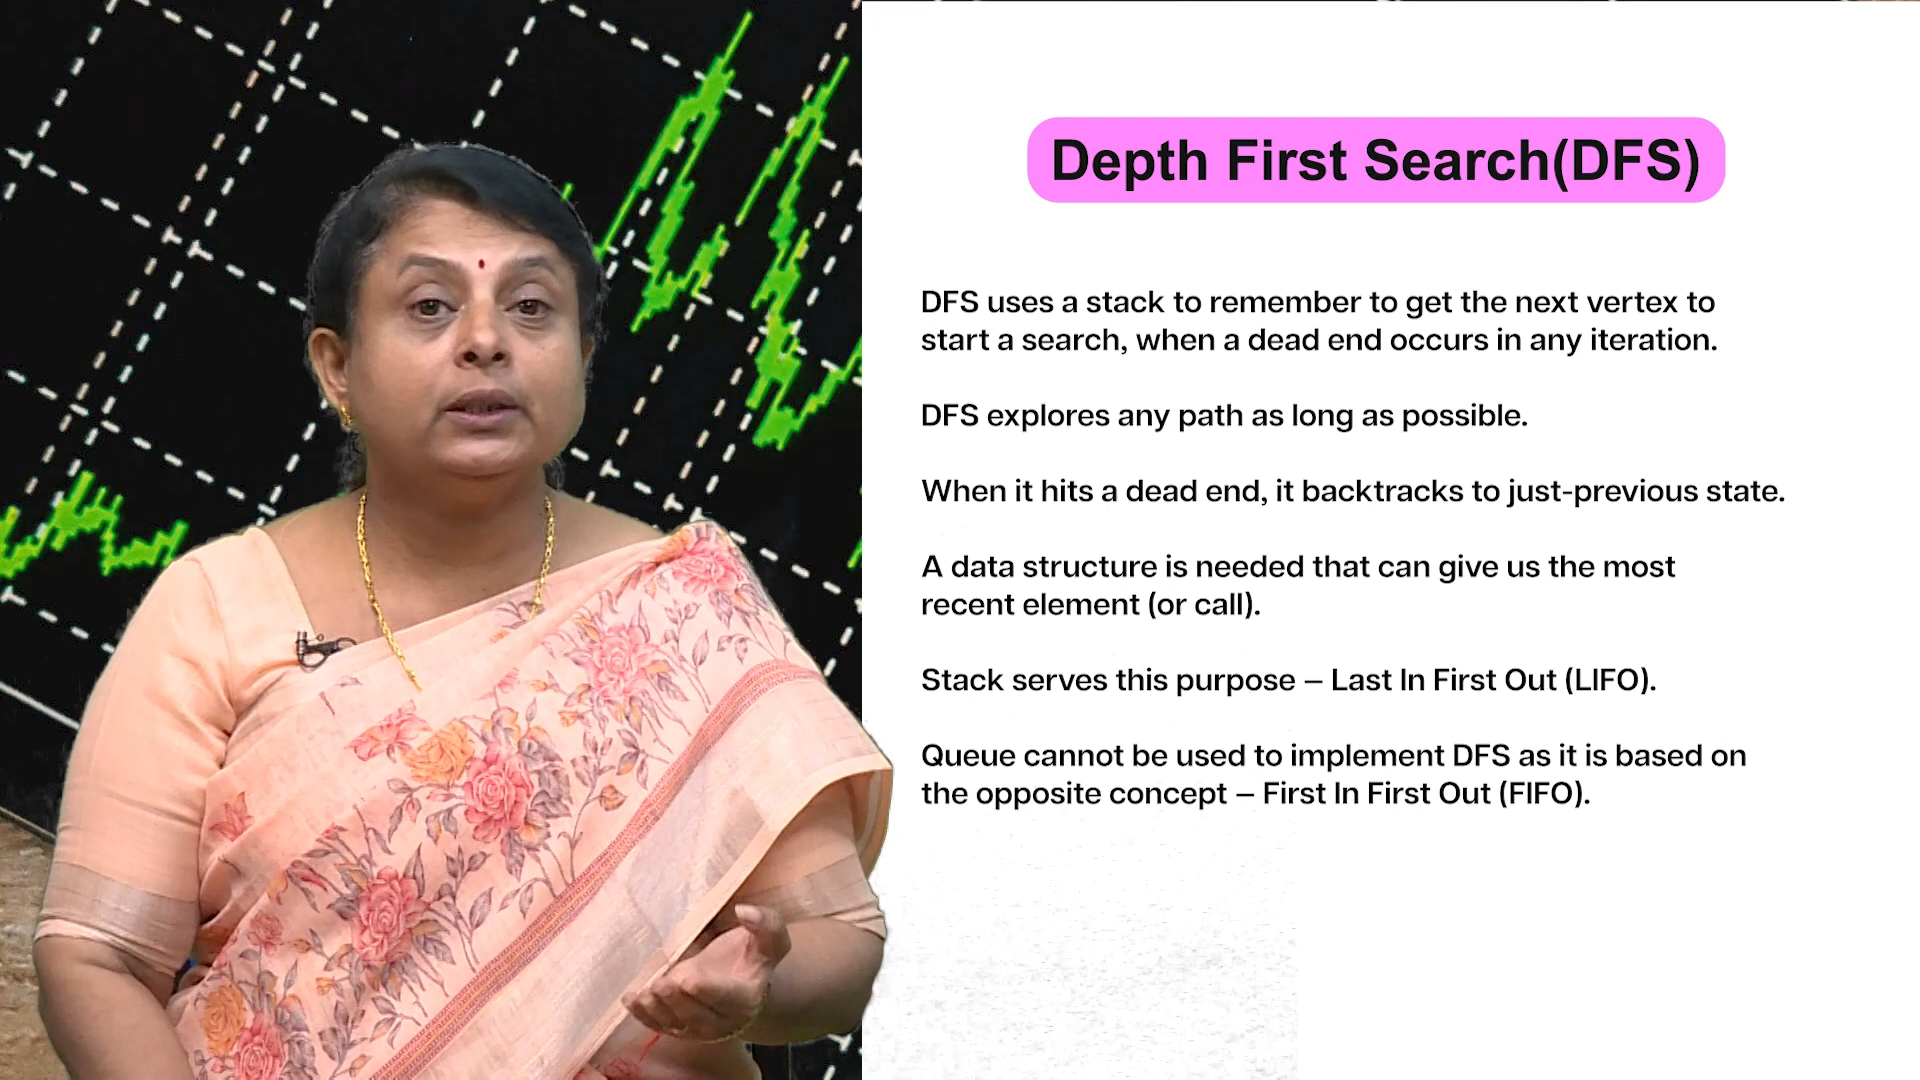 Depth First Search(DFS)
DFS uses a stack to remember to get the next vertex to
start a search, when a dead end occurs in any iteration.
DFS explores any path as long as possible.
When it hits a dead end, it backtracks to just-previous state.
A data structure is needed that can give us the most
recent element (or call).
Stack serves this purpose – Last In First Out (LIFO).
Queue cannot be used to implement DFS as it is based on
the opposite concept – First In First Out (FIFO).